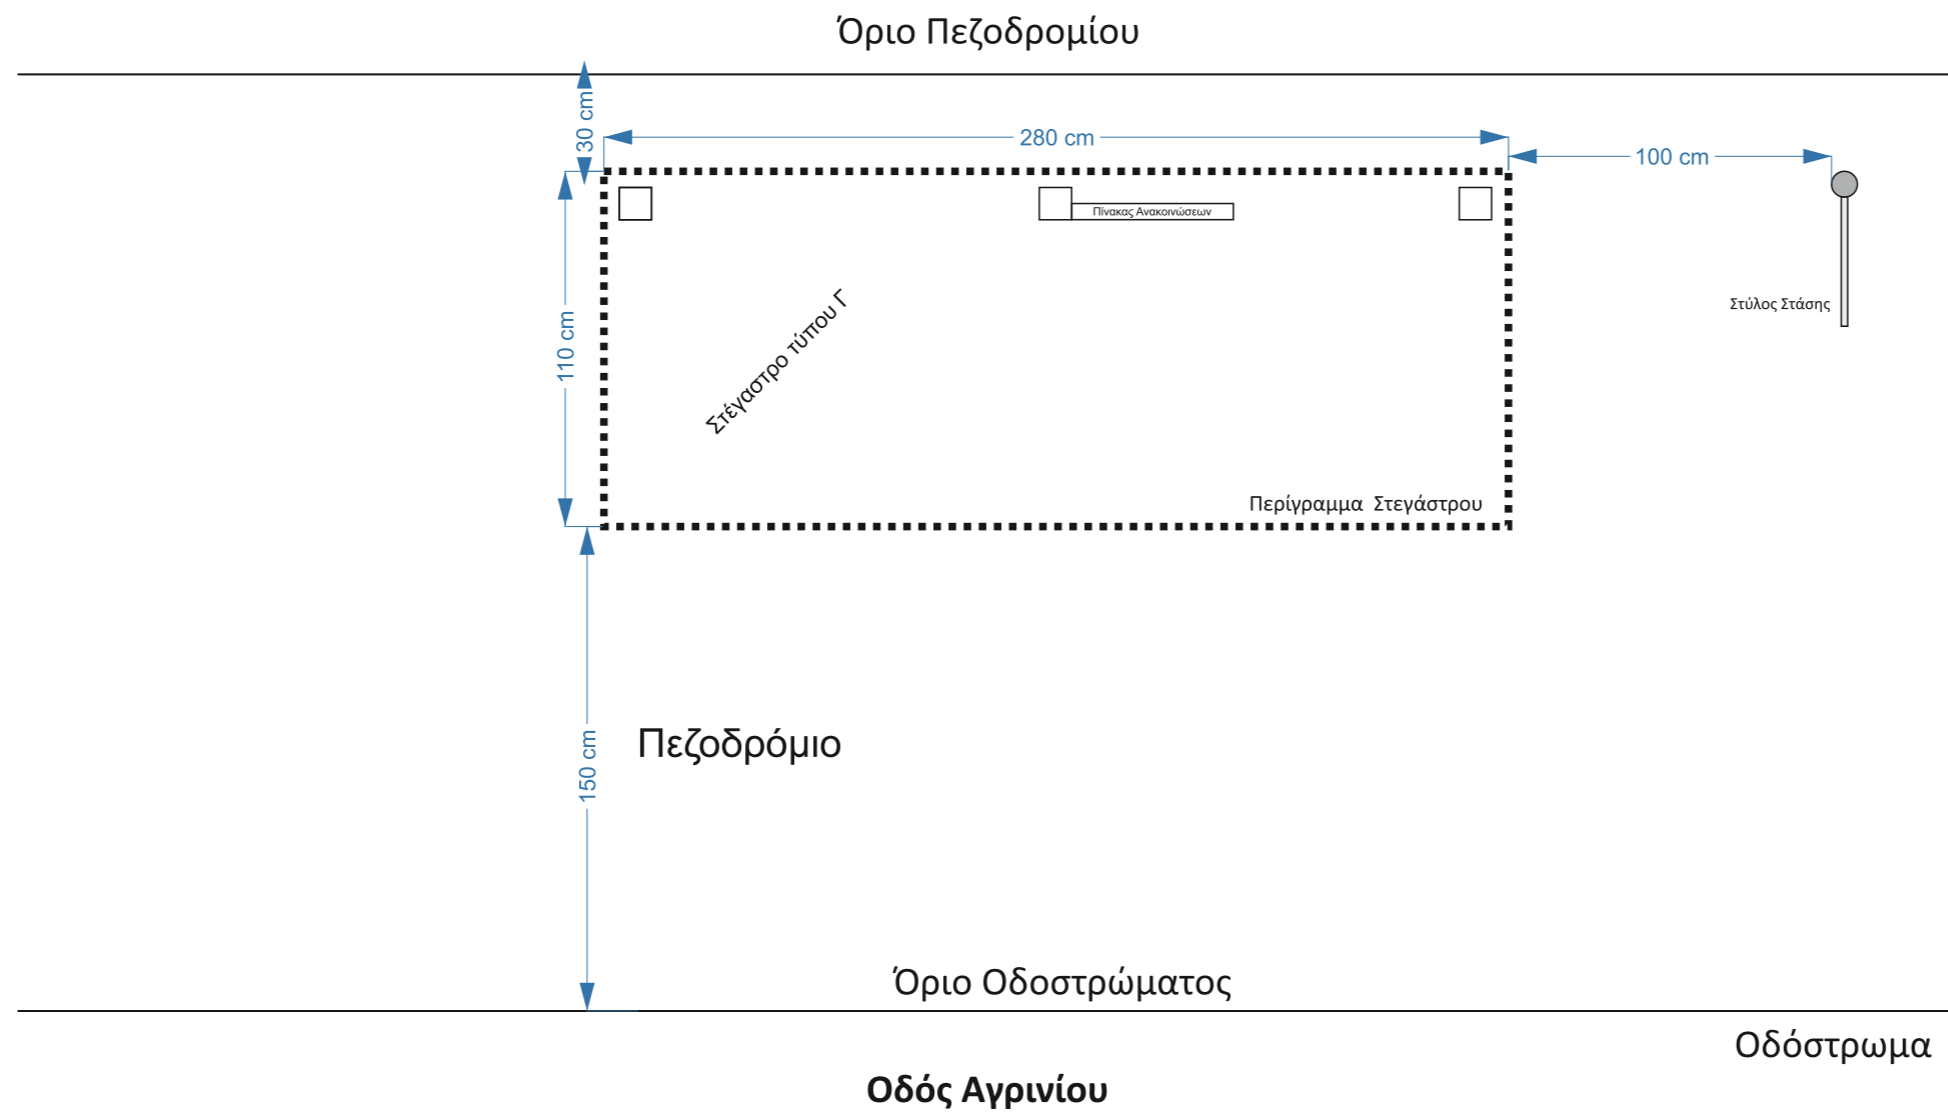 Όριο Πεζοδρομίου
30 cm
280 cm
100 cm
Πίνακας Ανακοινώσεων
Στύλος Στάσης
110 cm
Στέγαστρο τύπου Γ
Περίγραμμα Στεγάστρου
150 cm
Πεζοδρόμιο
Όριο Οδοστρώματος
Οδόστρωμα
Οδός Αγρινίου